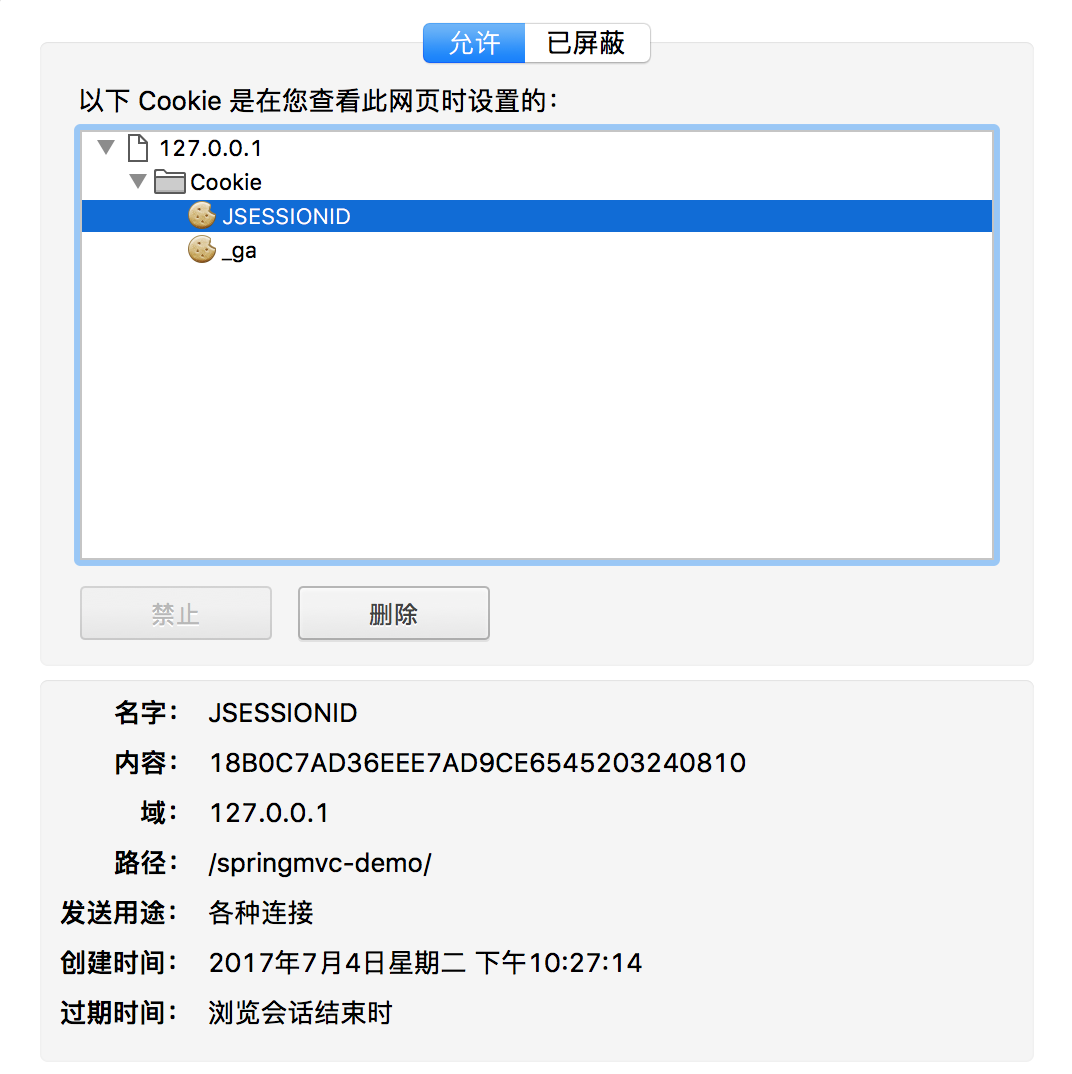 允许 已屏蔽
以下 Cookie 是在您查看此网页时设置的：
127.0.0.1
Cookie
JSESSIONID
_ga
禁止 删除
名字： JSESSIONID
内容： 18B0C7AD36EEE7AD9CE6545203240810
域： 127.0.0.1
路径： /springmvc-demo/
发送用途： 各种连接
创建时间： 2017年7月4日星期二 下午10:27:14
过期时间： 浏览会话结束时